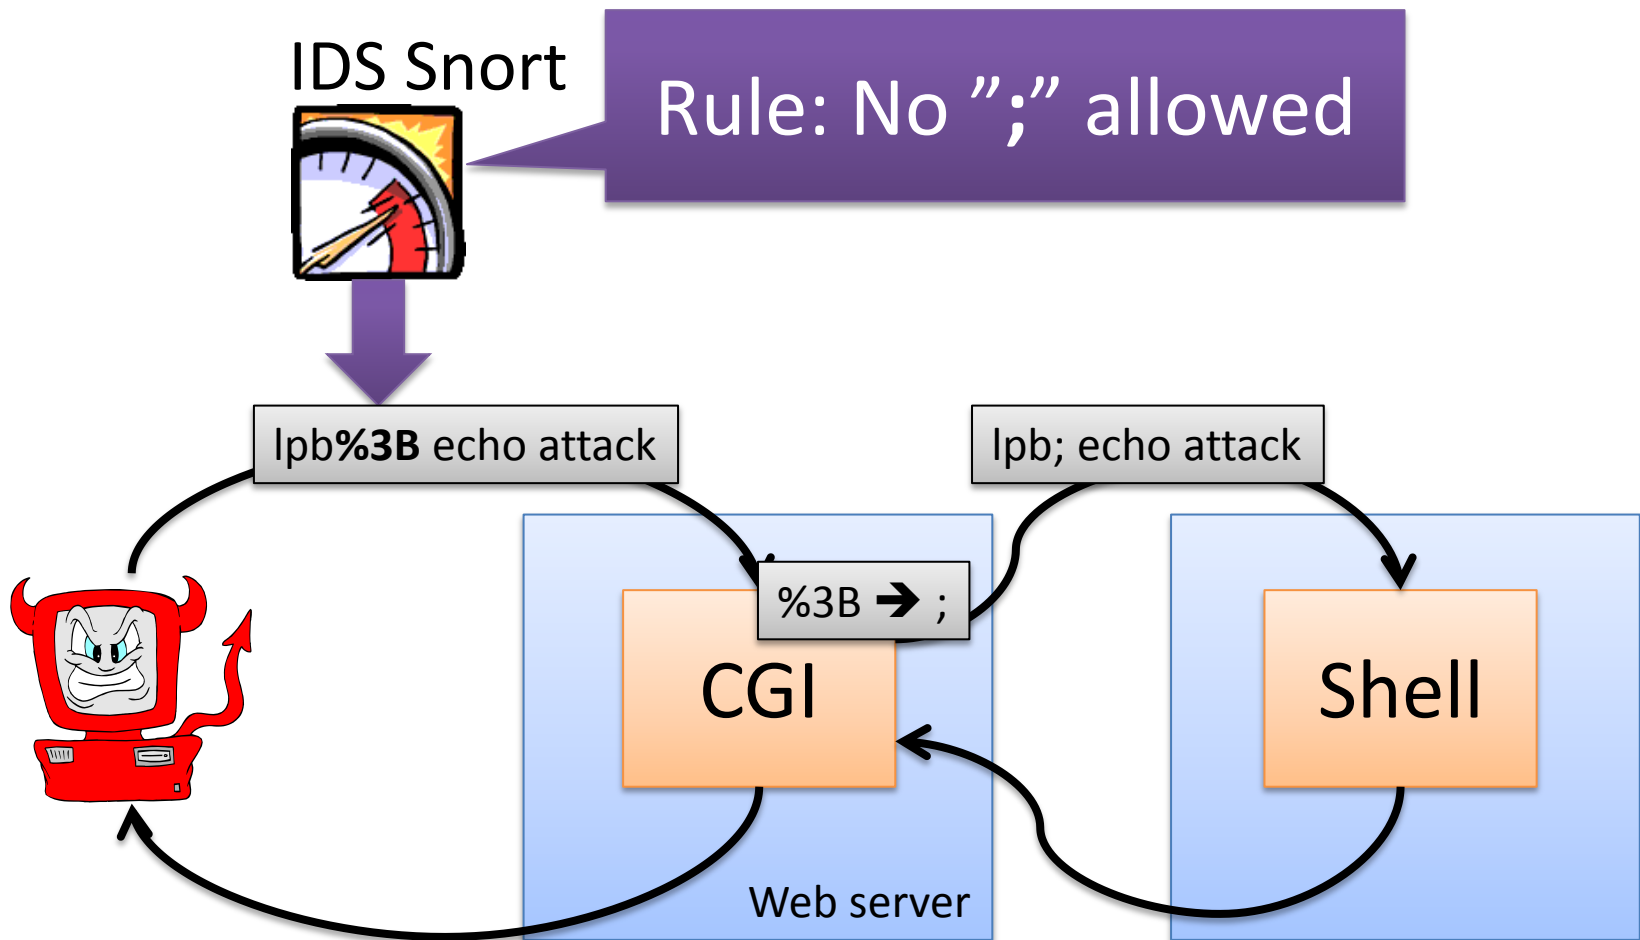 IDS Snort
Rule: No ”;” allowed
lpb%3B echo attack
lpb; echo attack
%3B ➔ ;
CGI
Shell
Web server